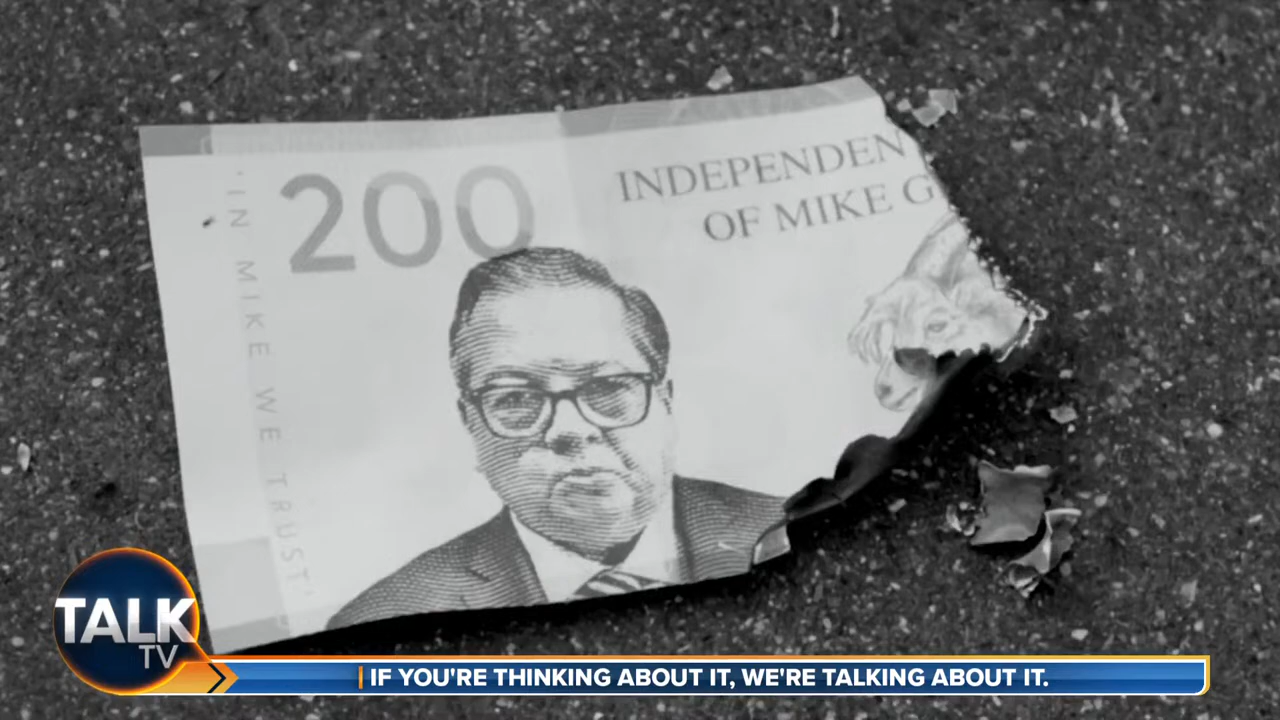 200
INDEPENDEN
OF MIKE G
'IN MIKE WE TRUST'
TALK
TV
IF YOU'RE THINKING ABOUT IT, WE'RE TALKING ABOUT IT.